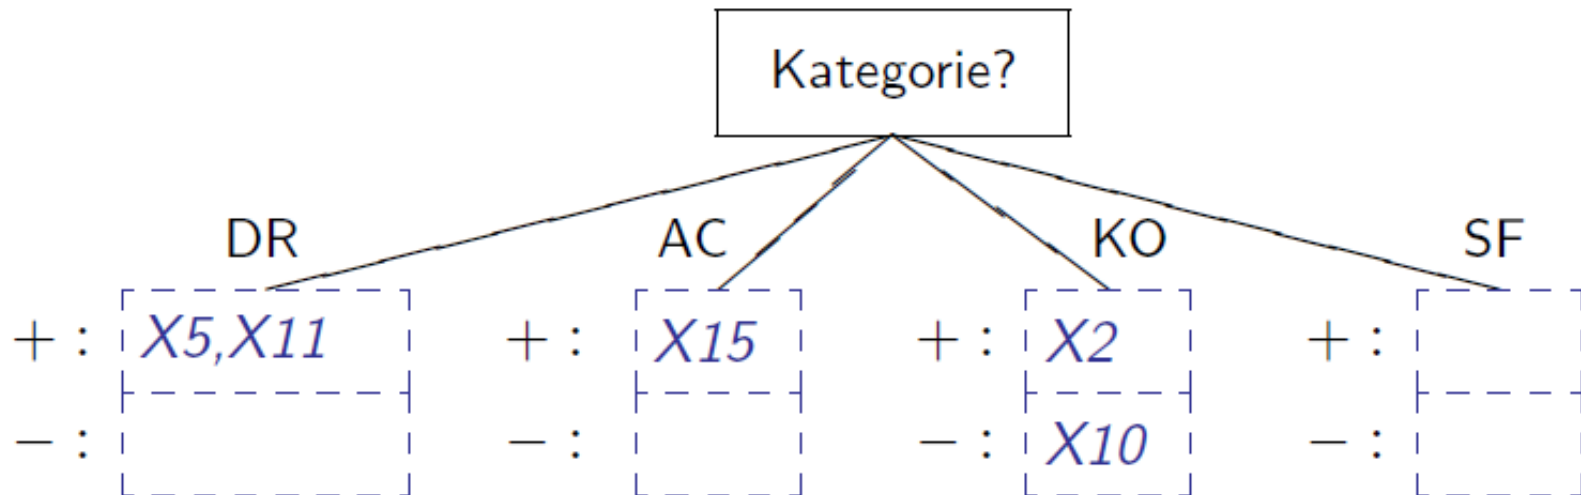 Kategorie?
DR AC KO SF
+ : X5,X11 + : X15 + : X2 + :
− : − : − : X10 − :